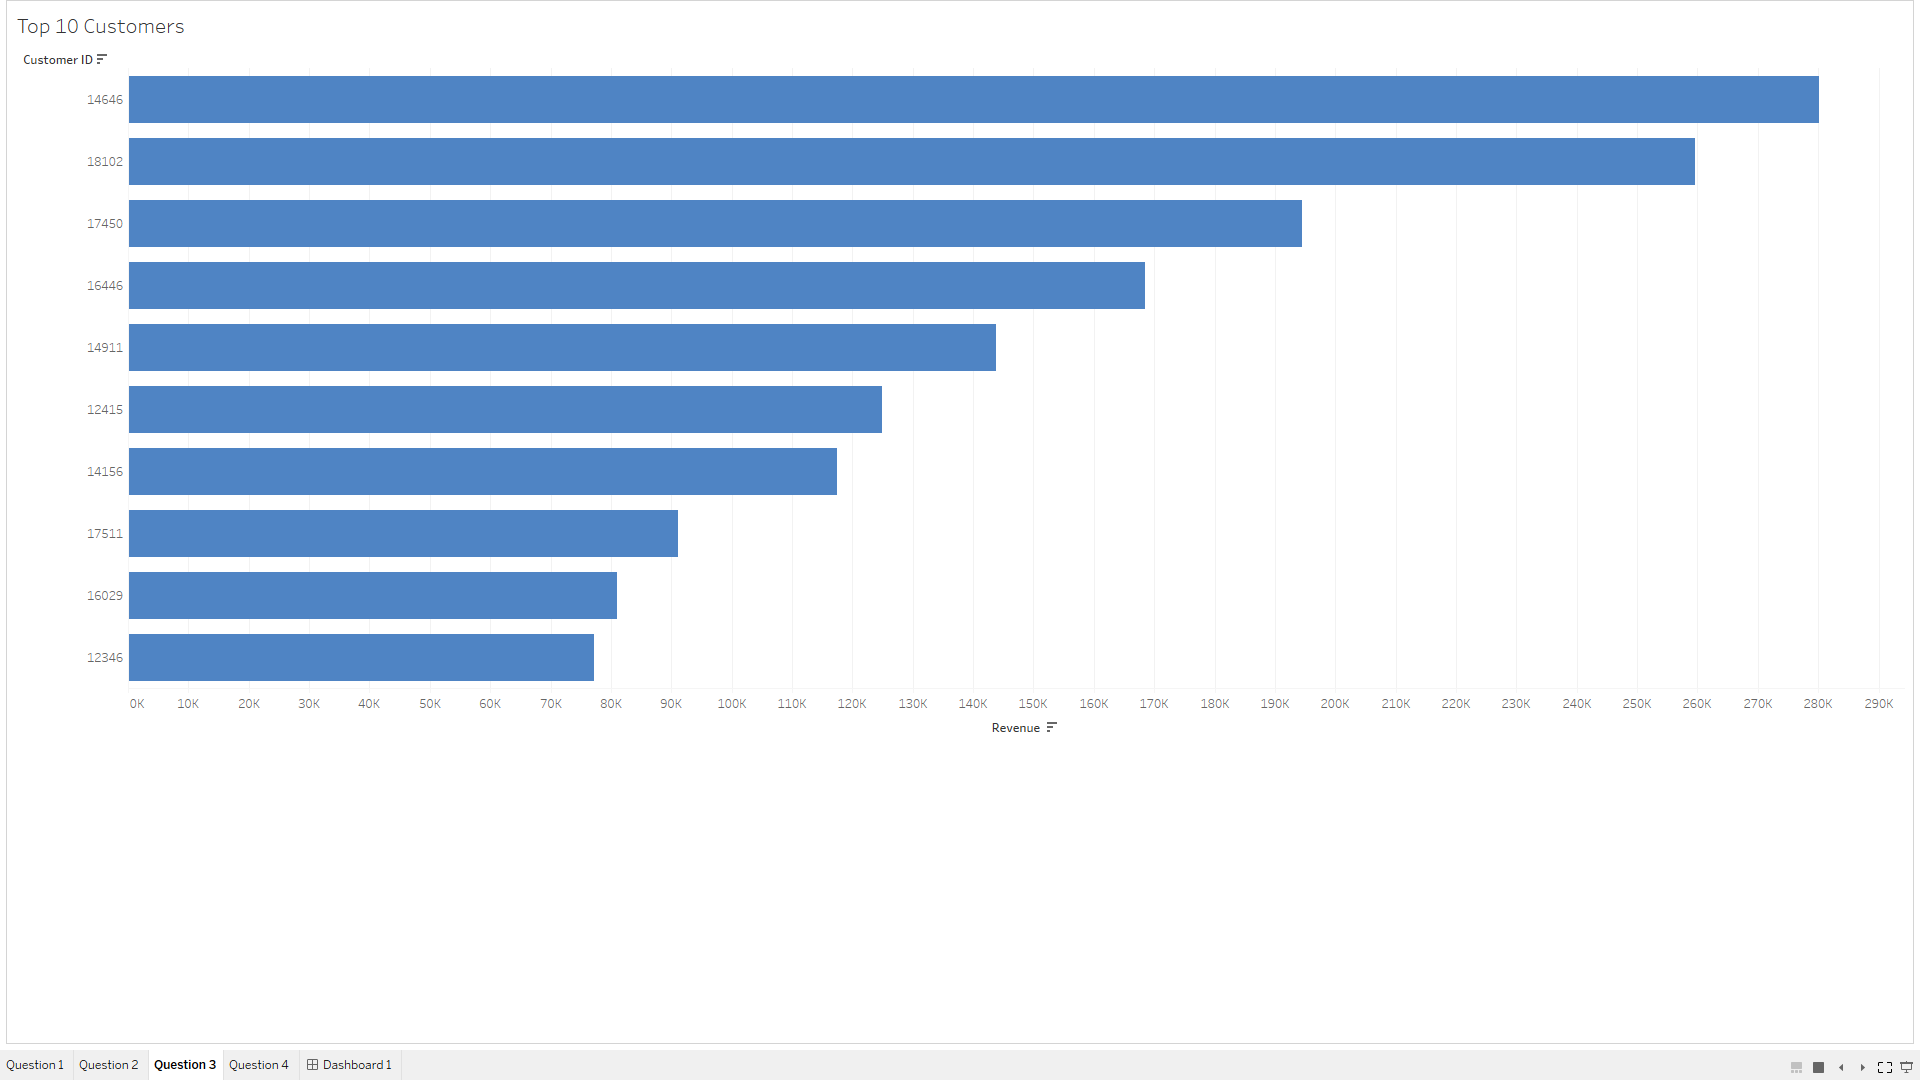 Top 10 Customers
Customer ID
14646
18102
17450
16446
14911
12415
14156
17511
16029
12346
0K 10K 20K 30K 40K 50K 60K 70K 80K 90K 100K 110K 120K 130K 140K 150K 160K 170K 180K 190K 200K 210K 220K 230K 240K 250K 260K 270K 280K 290K
Revenue
Question 1 Question 2 Question 3 Question 4 Dashboard 1